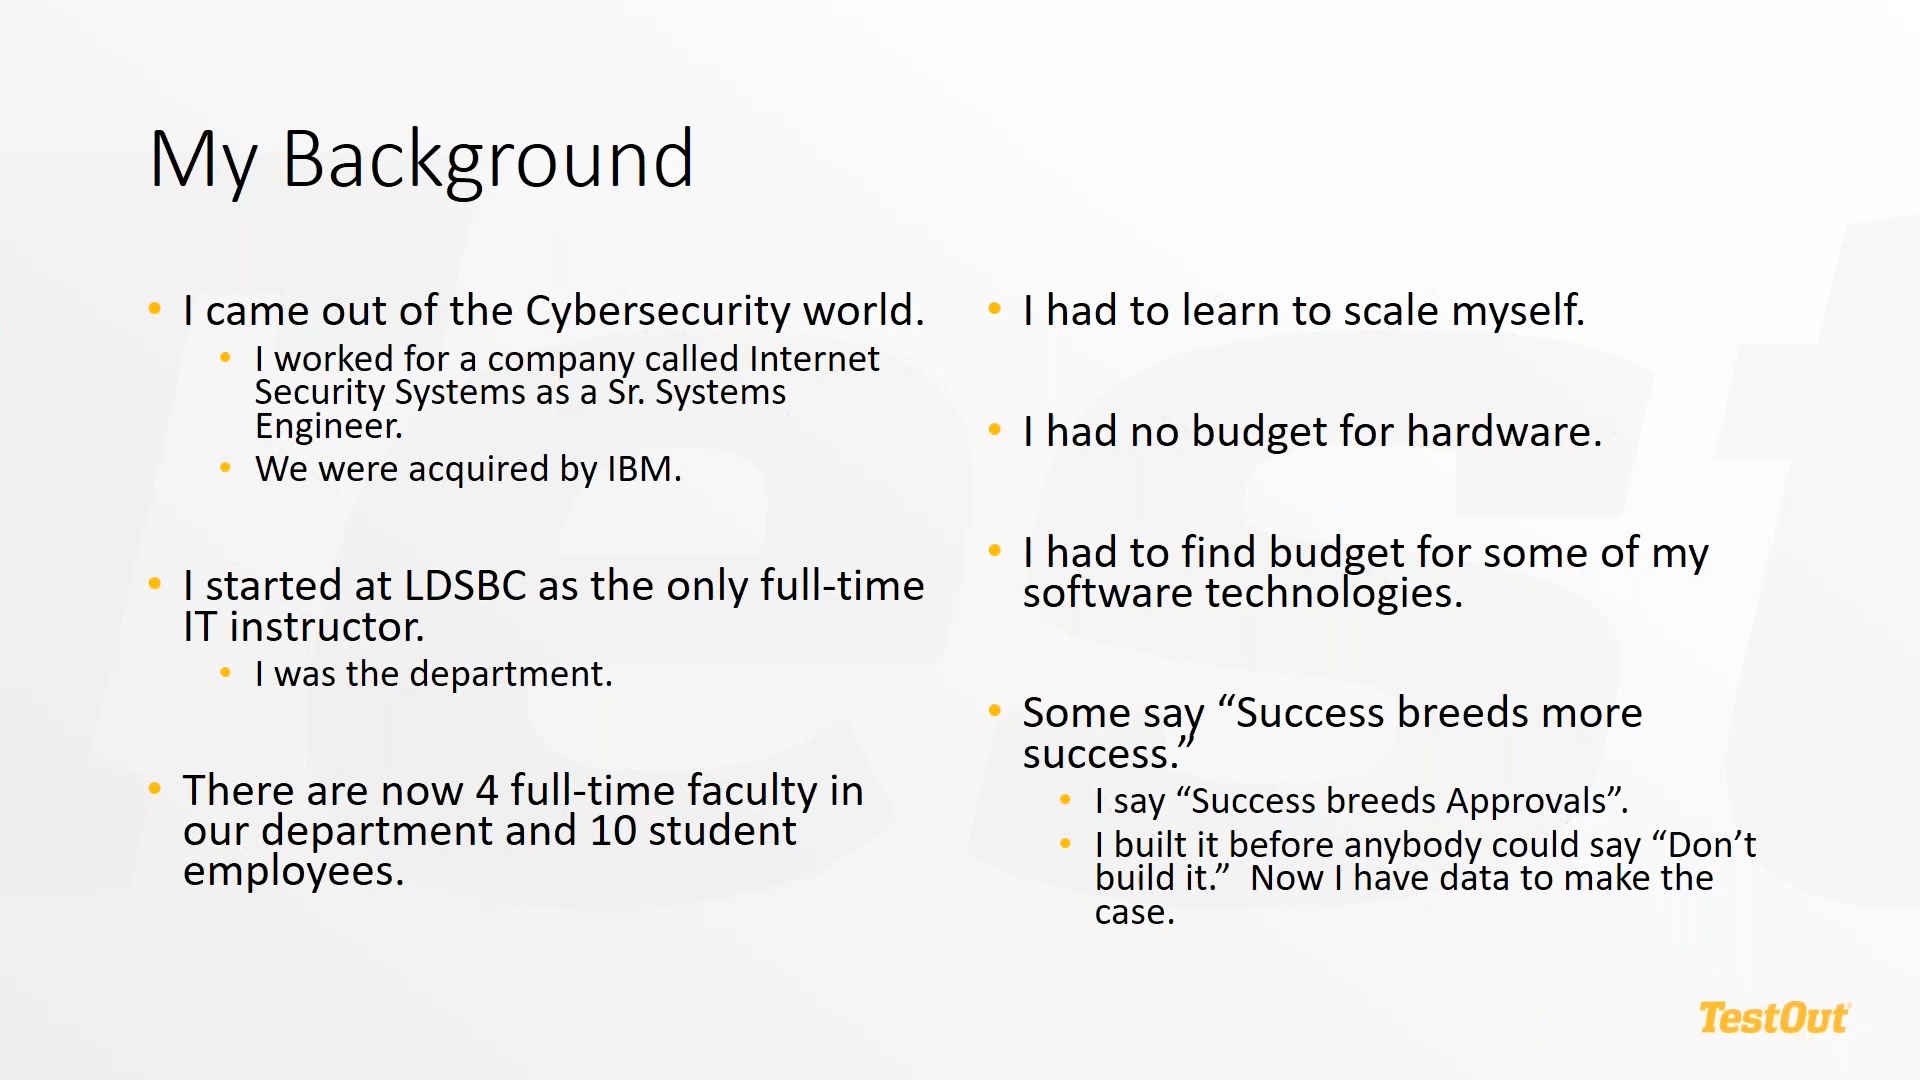 My Background
• I came out of the Cybersecurity world.
• I worked for a company called Internet
Security Systems as a Sr. Systems
Engineer.
• We were acquired by IBM.
• I started at LDSBC as the only full-time
IT instructor.
• I was the department.
• There are now 4 full-time faculty in
our department and 10 student
employees.
• I had to learn to scale myself.
• I had no budget for hardware.
• I had to find budget for some of my
software technologies.
• Some say “Success breeds more
success.”
• I say “Success breeds Approvals”.
• I built it before anybody could say “Don’t
build it.”  Now I have data to make the
case.
TestOut